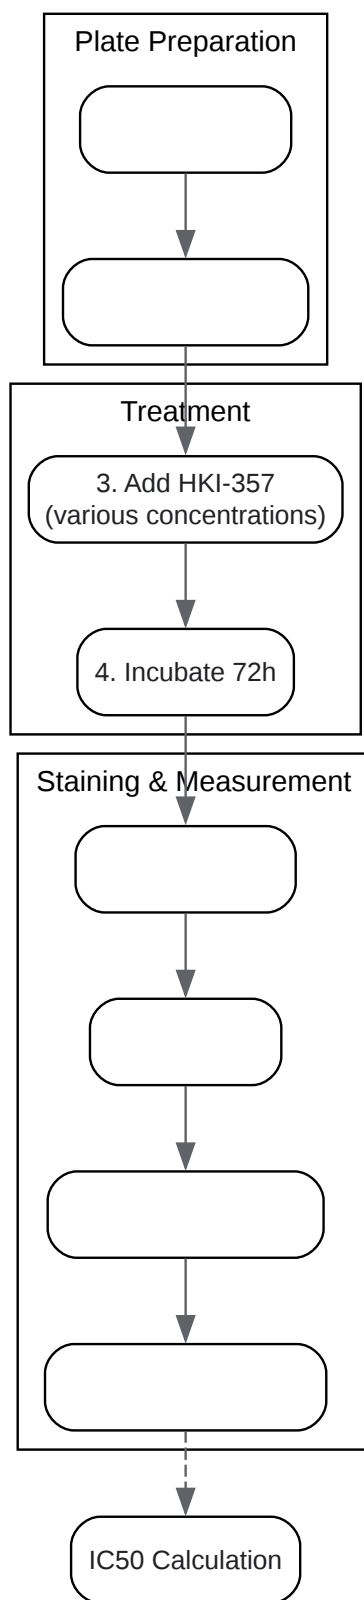 Plate Preparation
Treatment
3. Add HKI-357
(various concentrations)
4. Incubate 72h
Staining & Measurement
IC50 Calculation